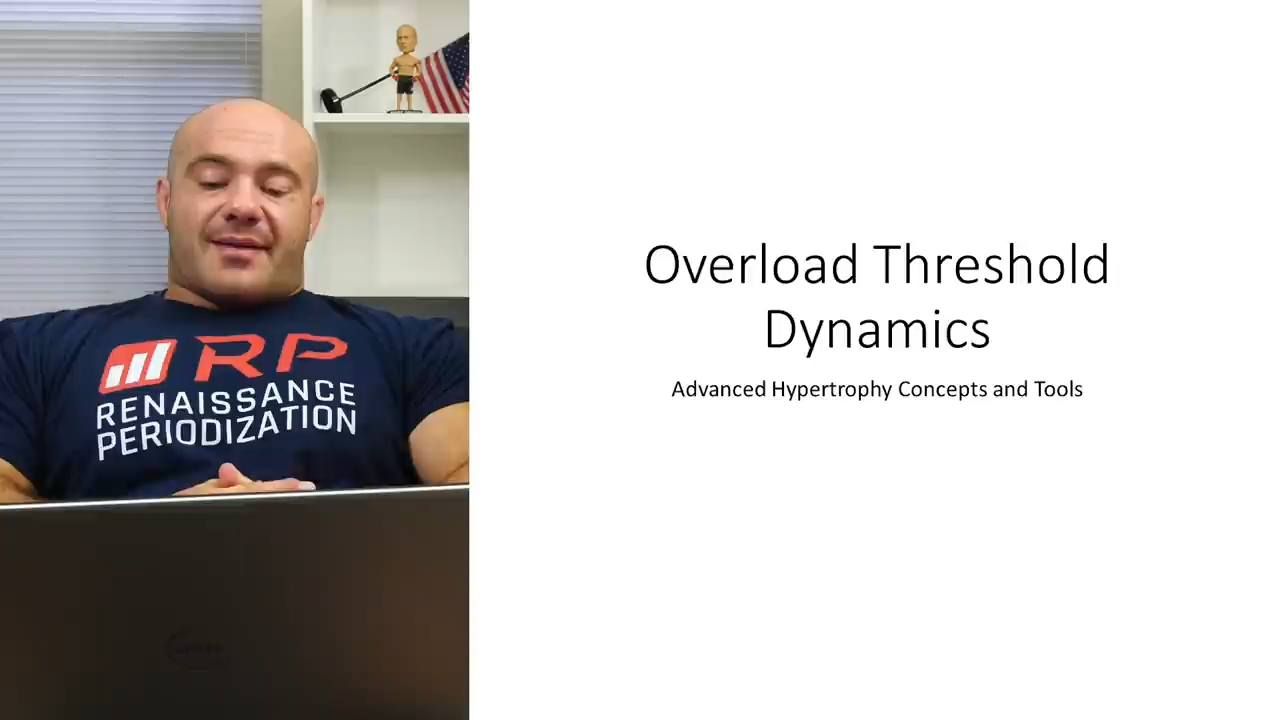 RP
RENAISSANCE
PERIODIZATION
Overload Threshold
Dynamics
Advanced Hypertrophy Concepts and Tools